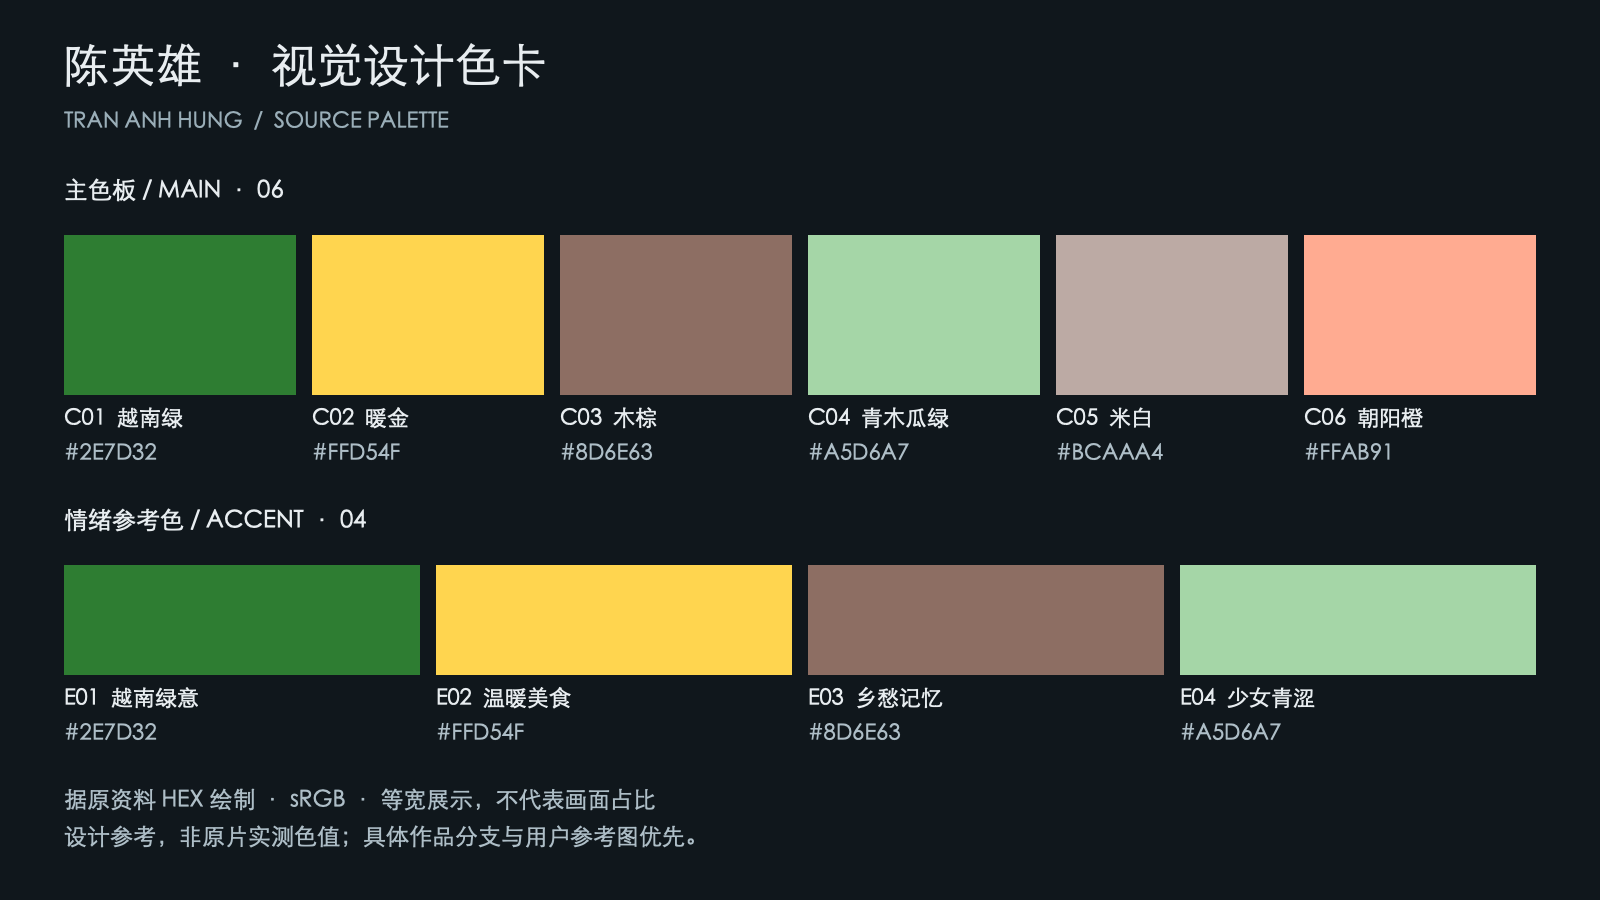 陈英雄 · 视觉设计色卡
TRAN ANH HUNG / SOURCE PALETTE
主色板 / MAIN · 06
C01 越南绿
#2E7D32
C02 暖金
#FFD54F
C03 木棕
#8D6E63
C04 青木瓜绿
#A5D6A7
C05 米白
#BCAAA4
C06 朝阳橙
#FFAB91
情绪参考色 / ACCENT · 04
E01 越南绿意
#2E7D32
E02 温暖美食
#FFD54F
E03 乡愁记忆
#8D6E63
E04 少女青涩
#A5D6A7
据原资料 HEX 绘制 · sRGB · 等宽展示，不代表画面占比
设计参考，非原片实测色值；具体作品分支与用户参考图优先。